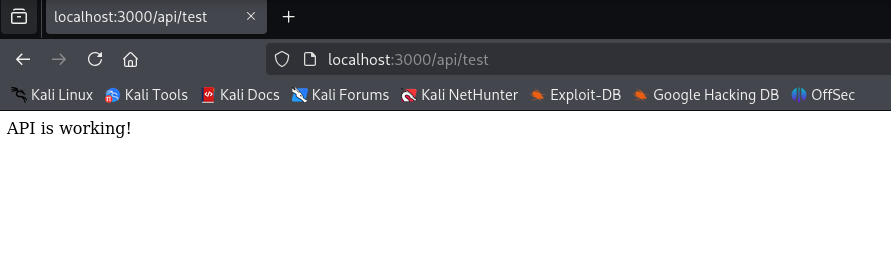 localhost:3000/api/test
localhost:3000/api/test
Kali Linux Kali Tools Kali Docs Kali Forums Kali NetHunter Exploit-DB Google Hacking DB OffSec
API is working!